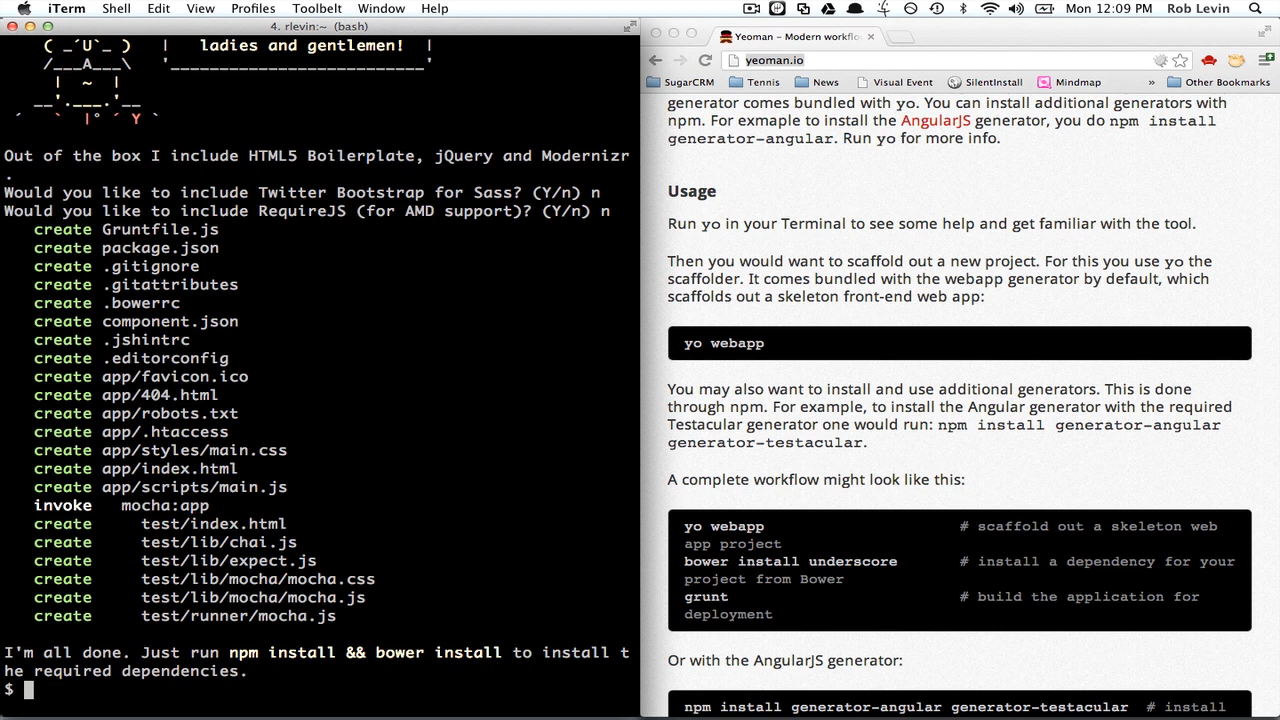 iTerm Shell Edit View Profiles Toolbelt Window Help Mon 12:09 PM Rob Levin
4. rlevin:~ (bash)
( _´U`_ ) | ladies and gentlemen! |
/___A___\ '__________________________'
| ~ |
__'.___.'__
´ ` |° ´ Y `
Out of the box I include HTML5 Boilerplate, jQuery and Modernizr
.
Would you like to include Twitter Bootstrap for Sass? (Y/n) n
Would you like to include RequireJS (for AMD support)? (Y/n) n
create Gruntfile.js
create package.json
create .gitignore
create .gitattributes
create .bowerrc
create component.json
create .jshintrc
create .editorconfig
create app/favicon.ico
create app/404.html
create app/robots.txt
create app/.htaccess
create app/styles/main.css
create app/index.html
create app/scripts/main.js
invoke mocha:app
create test/index.html
create test/lib/chai.js
create test/lib/expect.js
create test/lib/mocha/mocha.css
create test/lib/mocha/mocha.js
create test/runner/mocha.js
I'm all done. Just run npm install && bower install to install t
he required dependencies.
$
Yeoman – Modern workflo
yeoman.io
SugarCRM Tennis News Visual Event SilentInstall Mindmap » Other Bookmarks
generator comes bundled with yo. You can install additional generators with
npm. For exmaple to install the AngularJS generator, you do npm install
generator-angular. Run yo for more info.
Usage
Run yo in your Terminal to see some help and get familiar with the tool.
Then you would want to scaffold out a new project. For this you use yo the
scaffolder. It comes bundled with the webapp generator by default, which
scaffolds out a skeleton front-end web app:
yo webapp
You may also want to install and use additional generators. This is done
through npm. For example, to install the Angular generator with the required
Testacular generator one would run: npm install generator-angular
generator-testacular.
A complete workflow might look like this:
yo webapp # scaffold out a skeleton web
app project
bower install underscore # install a dependency for your
project from Bower
grunt # build the application for
deployment
Or with the AngularJS generator:
npm install generator-angular generator-testacular # install